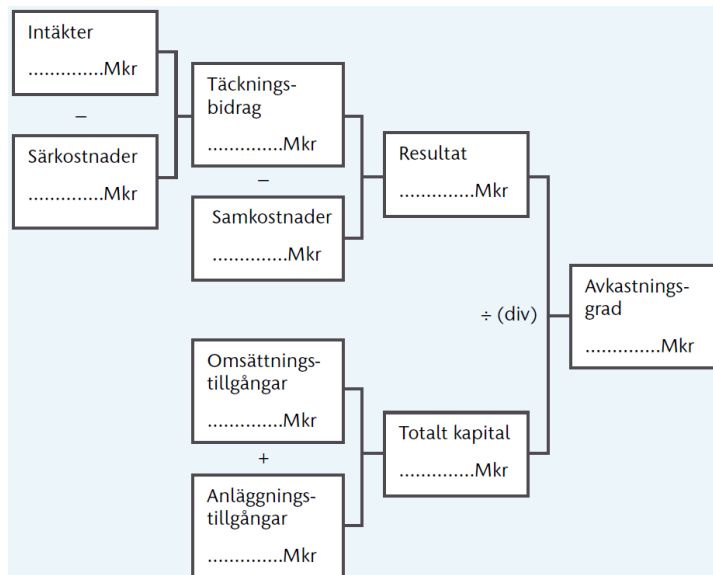 Intäkter
..............Mkr
–
Särkostnader
..............Mkr
Täcknings-
bidrag
..............Mkr
–
Samkostnader
..............Mkr
Resultat
..............Mkr
÷ (div)
Avkastnings-
grad
..............Mkr
Omsättnings-
tillgångar
..............Mkr
+
Anläggnings-
tillgångar
..............Mkr
Totalt kapital
..............Mkr